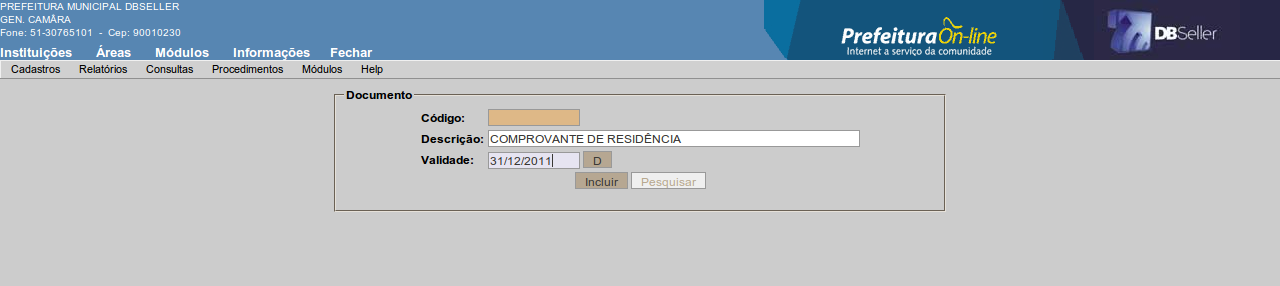 PREFEITURA MUNICIPAL DBSELLER
GEN. CAMÂRA
Fone: 51-30765101 - Cep: 90010230
Prefeitura On-line
Internet a serviço da comunidade
DBSeller
Instituições Áreas Módulos Informações Fechar
Cadastros Relatórios Consultas Procedimentos Módulos Help
Documento
Código:
Descrição: COMPROVANTE DE RESIDÊNCIA
Validade: 31/12/2011 D
Incluir Pesquisar